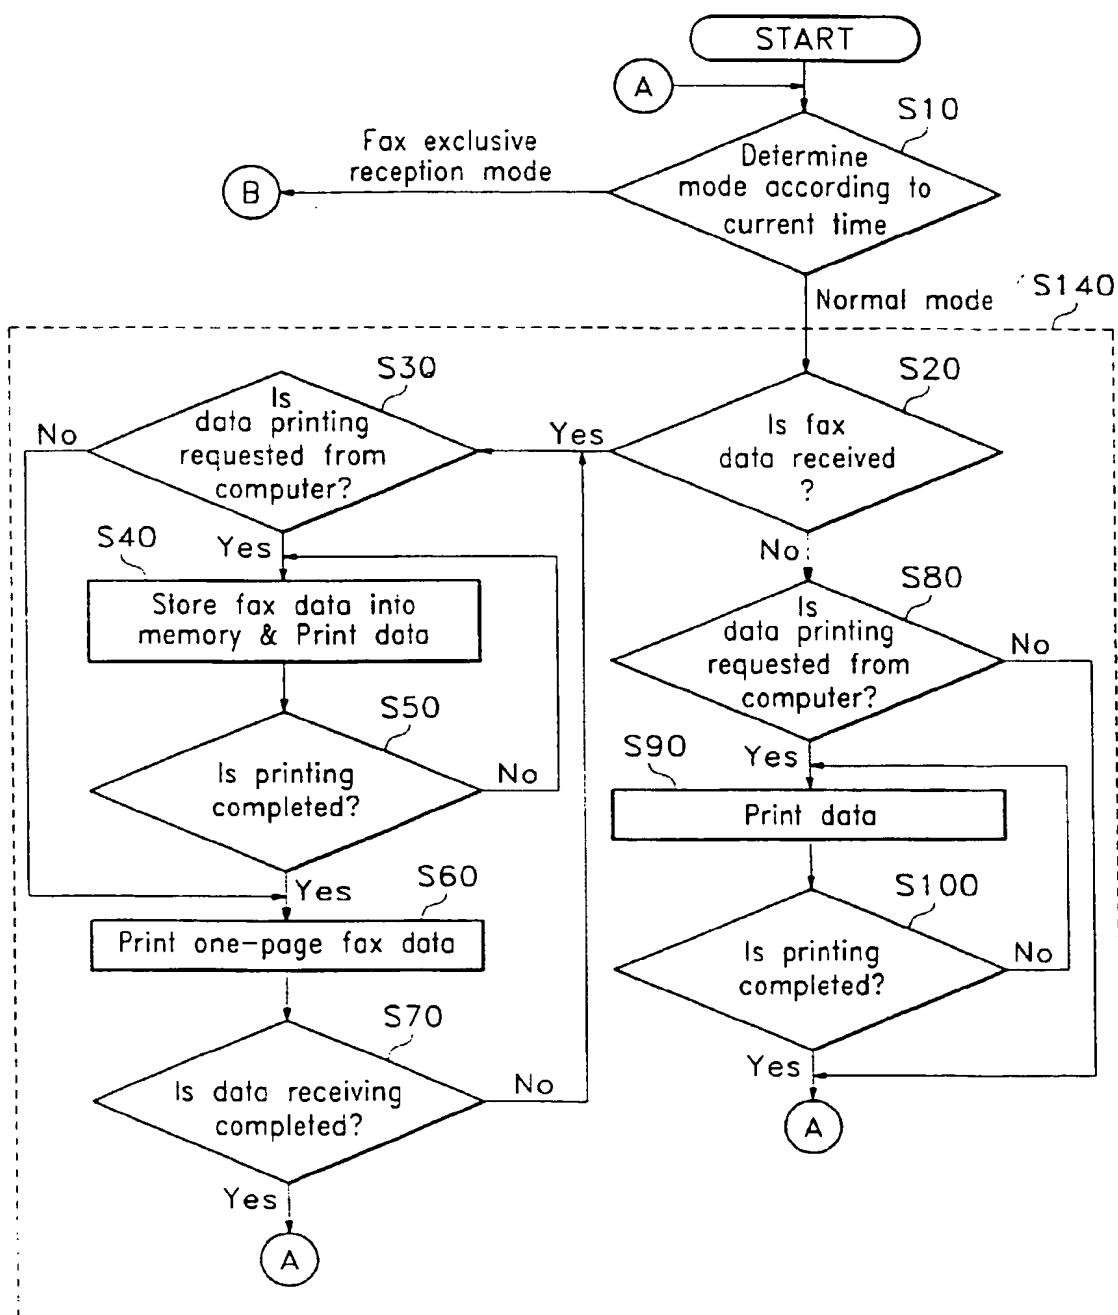 START
A
S10
Fax exclusive
reception mode
B
Determine
mode according to
current time
Normal mode
S140
S30
S20
Is
data printing
requested from
computer?
No
Yes
Is fax
data received
?
S40
Yes
No
S80
Store fax data into
memory & Print data
Is
data printing
requested from
computer?
No
S50
S90
Yes
Is printing
completed?
No
Print data
Yes
S60
S100
Print one-page fax data
Is printing
completed?
No
S70
Yes
Is data receiving
completed?
No
A
Yes
A